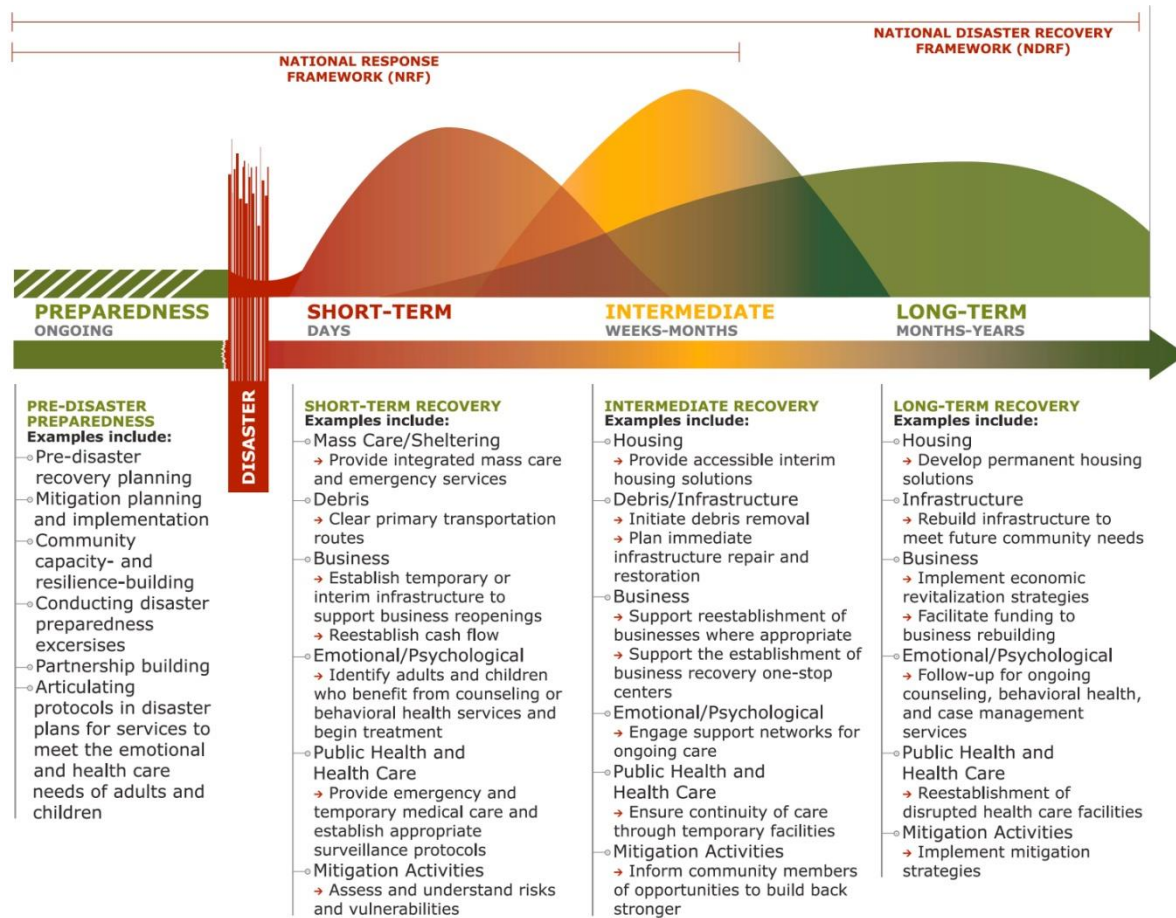 NATIONAL DISASTER RECOVERY
FRAMEWORK (NDRF)
NATIONAL RESPONSE
FRAMEWORK (NRF)
PREPAREDNESS
ONGOING
SHORT-TERM
DAYS
INTERMEDIATE
WEEKS-MONTHS
LONG-TERM
MONTHS-YEARS
DISASTER
PRE-DISASTER
PREPAREDNESS
Examples include:
Pre-disaster
recovery planning
Mitigation planning
and implementation
Community
capacity- and
resilience-building
Conducting disaster
preparedness
excersises
Partnership building
Articulating
protocols in disaster
plans for services to
meet the emotional
and health care
needs of adults and
children
SHORT-TERM RECOVERY
Examples include:
Mass Care/Sheltering
→ Provide integrated mass care
and emergency services
Debris
→ Clear primary transportation
routes
Business
→ Establish temporary or
interim infrastructure to
support business reopenings
→ Reestablish cash flow
Emotional/Psychological
→ Identify adults and children
who benefit from counseling or
behavioral health services and
begin treatment
Public Health and
Health Care
→ Provide emergency and
temporary medical care and
establish appropriate
surveillance protocols
Mitigation Activities
→ Assess and understand risks
and vulnerabilities
INTERMEDIATE RECOVERY
Examples include:
Housing
→ Provide accessible interim
housing solutions
Debris/Infrastructure
→ Initiate debris removal
→ Plan immediate
infrastructure repair and
restoration
Business
→ Support reestablishment of
businesses where appropriate
→ Support the establishment of
business recovery one-stop
centers
Emotional/Psychological
→ Engage support networks for
ongoing care
Public Health and
Health Care
→ Ensure continuity of care
through temporary facilities
Mitigation Activities
→ Inform community members
of opportunities to build back
stronger
LONG-TERM RECOVERY
Examples include:
Housing
→ Develop permanent housing
solutions
Infrastructure
→ Rebuild infrastructure to
meet future community needs
Business
→ Implement economic
revitalization strategies
→ Facilitate funding to
business rebuilding
Emotional/Psychological
→ Follow-up for ongoing
counseling, behavioral health,
and case management
services
Public Health and
Health Care
→ Reestablishment of
disrupted health care facilities
Mitigation Activities
→ Implement mitigation
strategies